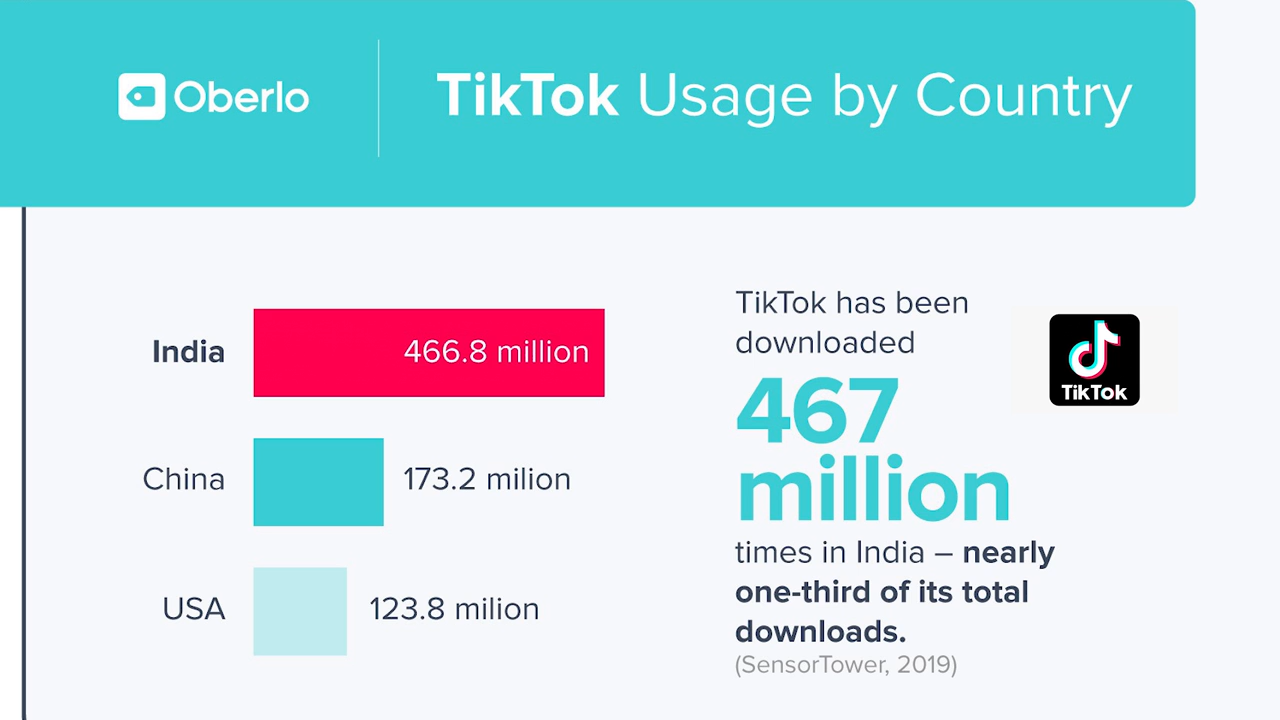 Oberlo
TikTok Usage by Country
India
466.8 million
China
173.2 milion
USA
123.8 milion
TikTok has been
downloaded
467
million
times in India – nearly
one-third of its total
downloads.
(SensorTower, 2019)
TikTok